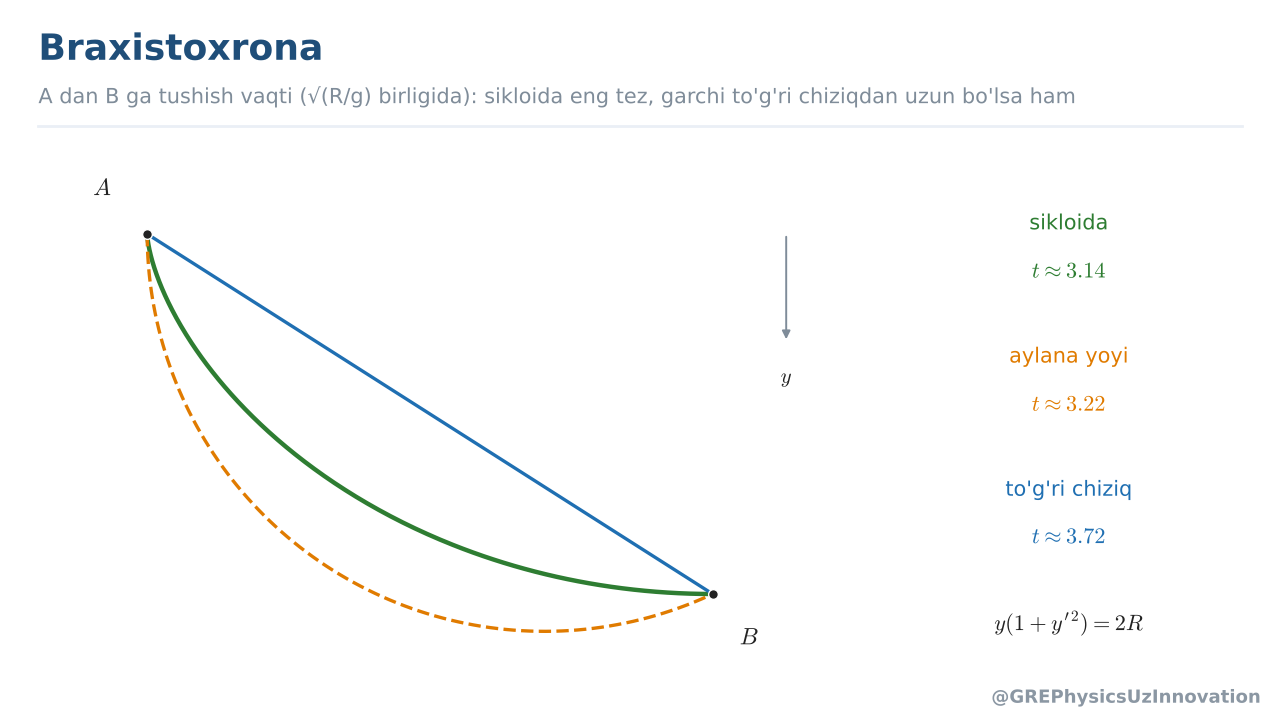 Braxistoxrona
A dan B ga tushish vaqti (√(R/g) birligida): sikloida eng tez, garchi to'g'ri chiziqdan uzun bo'lsa ham
A
sikloida
t ≈ 3.14
aylana yoyi
y
t ≈ 3.22
to'g'ri chiziq
t ≈ 3.72
y(1 + y′²) = 2R
B
@GREPhysicsUzInnovation